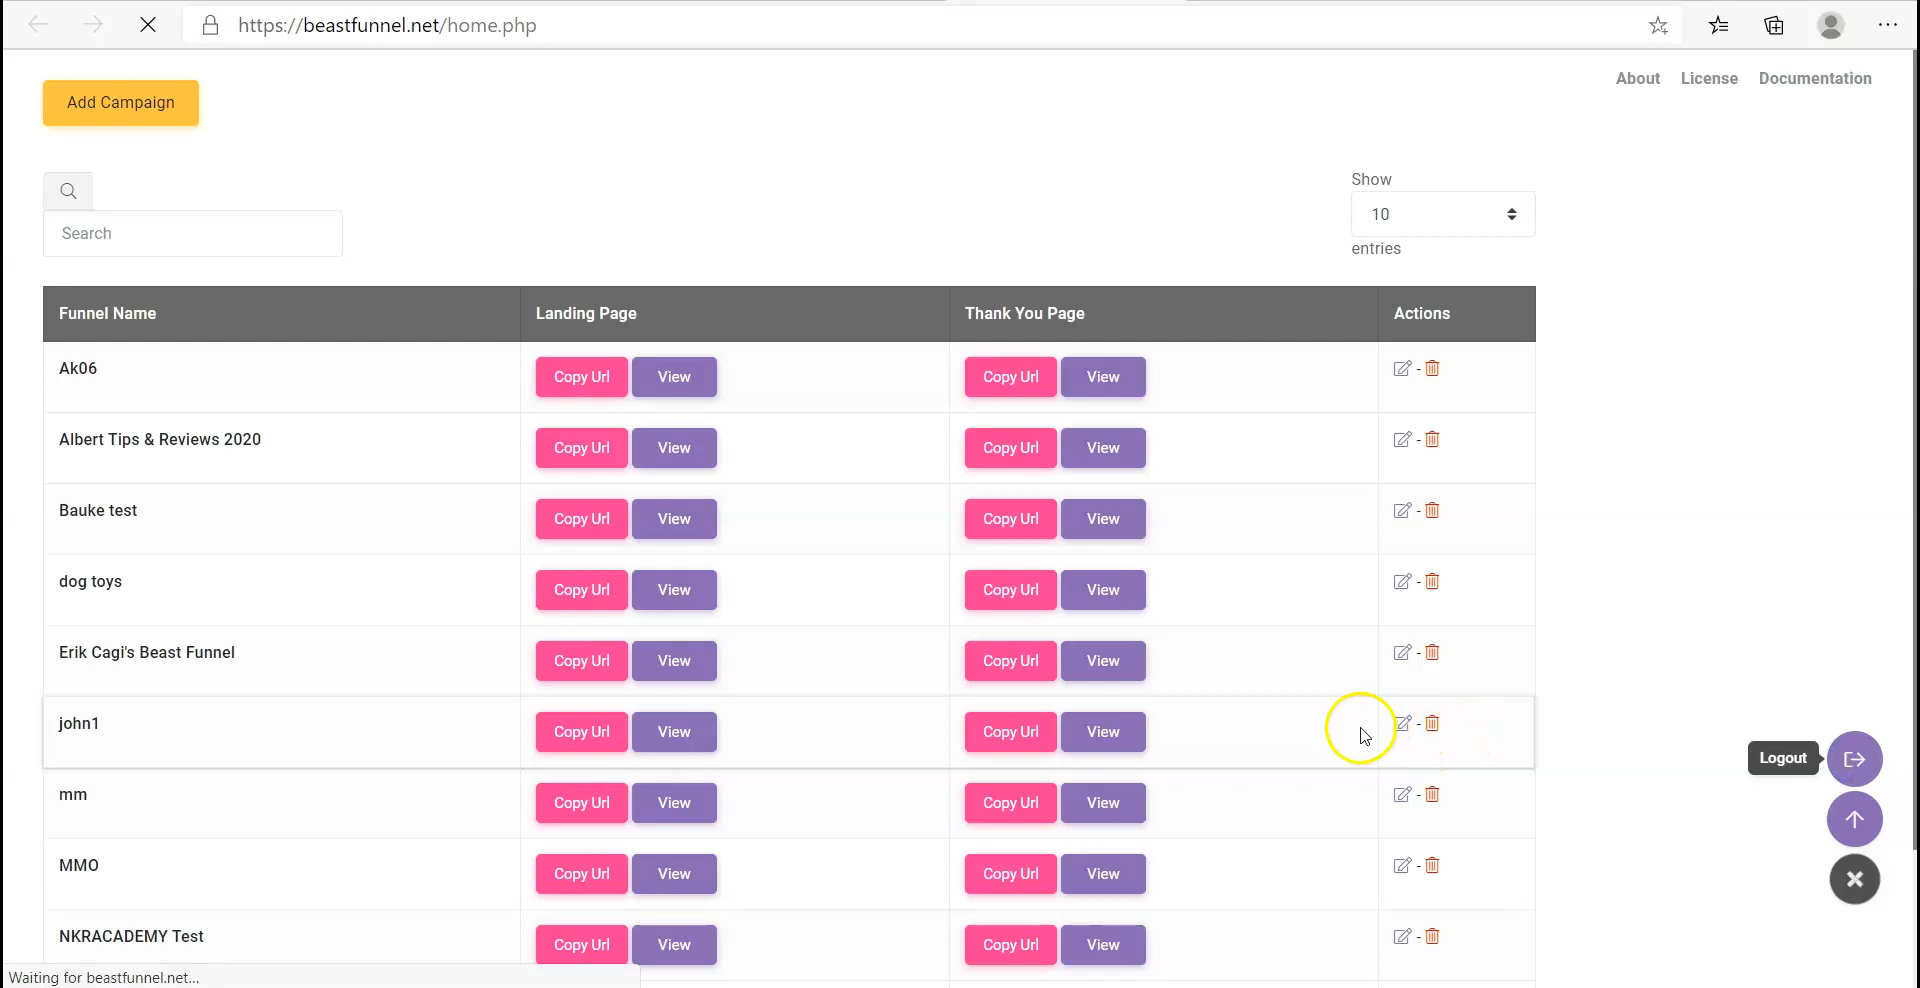 https://beastfunnel.net/home.php
About License Documentation
Add Campaign
Show
10
entries
Search
Funnel Name Landing Page Thank You Page Actions
Ak06 Copy Url View Copy Url View -
Albert Tips & Reviews 2020 Copy Url View Copy Url View -
Bauke test Copy Url View Copy Url View -
dog toys Copy Url View Copy Url View -
Erik Cagi's Beast Funnel Copy Url View Copy Url View -
john1 Copy Url View Copy Url View -
Logout
mm Copy Url View Copy Url View -
MMO Copy Url View Copy Url View -
NKRACADEMY Test Copy Url View Copy Url View -
Waiting for beastfunnel.net...